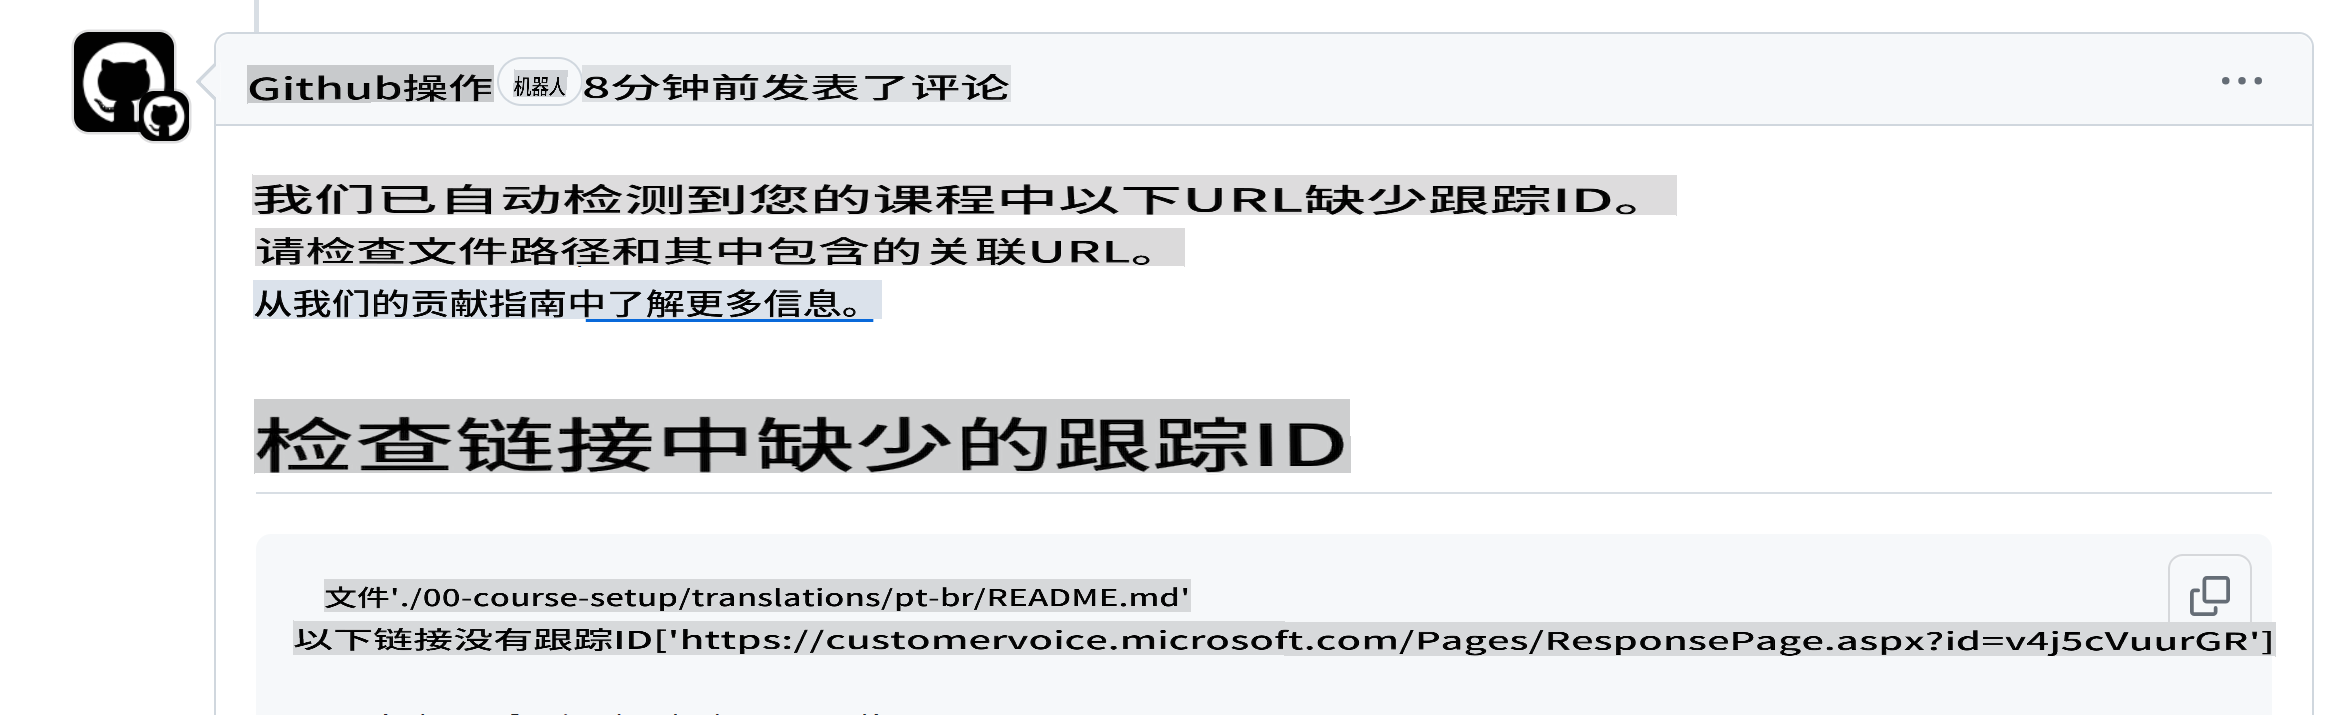 Github操作 机器人 8分钟前发表了评论
我们已自动检测到您的课程中以下URL缺少跟踪ID。
请检查文件路径和其中包含的关联URL。
从我们的贡献指南中了解更多信息。
检查链接中缺少的跟踪ID
文件'./00-course-setup/translations/pt-br/README.md'
以下链接没有跟踪ID['https://customervoice.microsoft.com/Pages/ResponsePage.aspx?id=v4j5cVuurGR']